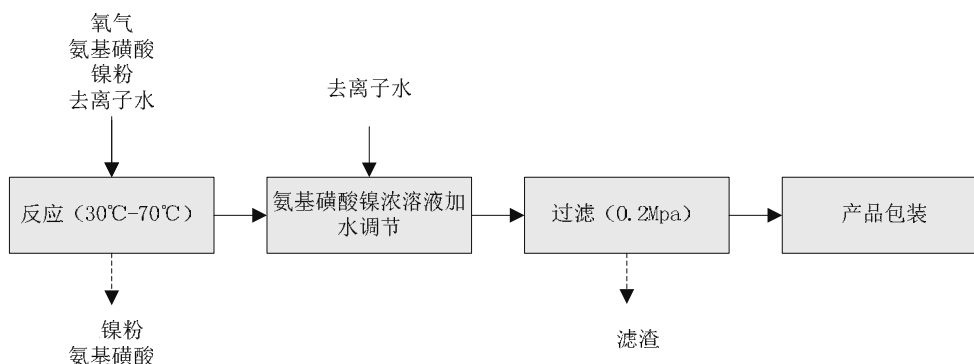 氧气
氨基磺酸
镍粉
去离子水
去离子水
反应（30℃-70℃）
氨基磺酸镍浓溶液加
水调节
过滤（0.2Mpa）
产品包装
镍粉
氨基磺酸
滤渣